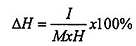 ΔH = I / MxH x100%